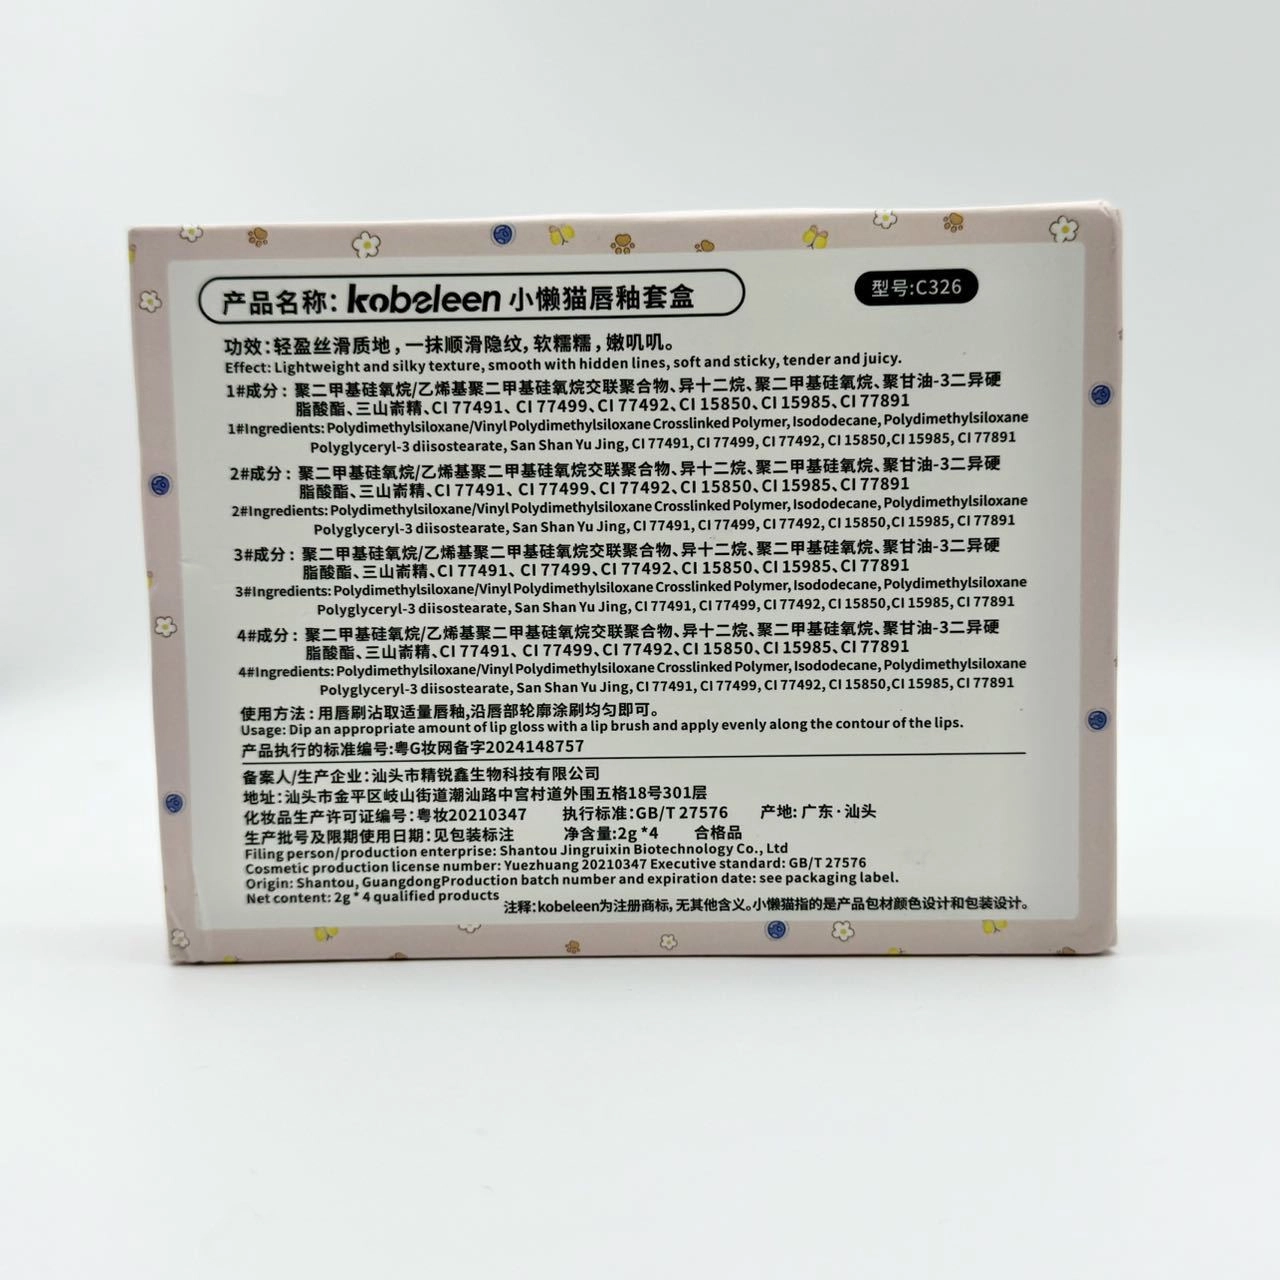 产品名称: kobeleen 小懒猫唇釉套盒
型号:C326
功效:轻盈丝滑质地,一抹顺滑隐纹,软糯糯,嫩叽叽。
Effect: Lightweight and silky texture, smooth with hidden lines, soft and sticky, tender and juicy.
1#成分: 聚二甲基硅氧烷/乙烯基聚二甲基硅氧烷交联聚合物、异十二烷、聚二甲基硅氧烷、聚甘油-3二异硬
脂酸酯、三山嵛精、CI 77491、CI 77499、CI 77492、CI 15850、CI 15985、CI 77891
1#Ingredients: Polydimethylsiloxane/Vinyl Polydimethylsiloxane Crosslinked Polymer, Isododecane, Polydimethylsiloxane
Polyglyceryl-3 diisostearate, San Shan Yu Jing, CI 77491, CI 77499, CI 77492, CI 15850,CI 15985, CI 77891
2#成分: 聚二甲基硅氧烷/乙烯基聚二甲基硅氧烷交联聚合物、异十二烷、聚二甲基硅氧烷、聚甘油-3二异硬
脂酸酯、三山嵛精、CI 77491、CI 77499、CI 77492、CI 15850、CI 15985、CI 77891
2#Ingredients: Polydimethylsiloxane/Vinyl Polydimethylsiloxane Crosslinked Polymer, Isododecane, Polydimethylsiloxane
Polyglyceryl-3 diisostearate, San Shan Yu Jing, CI 77491, CI 77499, CI 77492, CI 15850,CI 15985, CI 77891
3#成分: 聚二甲基硅氧烷/乙烯基聚二甲基硅氧烷交联聚合物、异十二烷、聚二甲基硅氧烷、聚甘油-3二异硬
脂酸酯、三山嵛精、CI 77491、CI 77499、CI 77492、CI 15850、CI 15985、CI 77891
3#Ingredients: Polydimethylsiloxane/Vinyl Polydimethylsiloxane Crosslinked Polymer, Isododecane, Polydimethylsiloxane
Polyglyceryl-3 diisostearate, San Shan Yu Jing, CI 77491, CI 77499, CI 77492, CI 15850,CI 15985, CI 77891
4#成分: 聚二甲基硅氧烷/乙烯基聚二甲基硅氧烷交联聚合物、异十二烷、聚二甲基硅氧烷、聚甘油-3二异硬
脂酸酯、三山嵛精、CI 77491、CI 77499、CI 77492、CI 15850、CI 15985、CI 77891
4#Ingredients: Polydimethylsiloxane/Vinyl Polydimethylsiloxane Crosslinked Polymer, Isododecane, Polydimethylsiloxane
Polyglyceryl-3 diisostearate, San Shan Yu Jing, CI 77491, CI 77499, CI 77492, CI 15850,CI 15985, CI 77891
使用方法:用唇刷沾取适量唇釉,沿唇部轮廓涂刷均匀即可。
Usage: Dip an appropriate amount of lip gloss with a lip brush and apply evenly along the contour of the lips.
产品执行的标准编号:粤G妆网备字2024148757
备案人/生产企业:汕头市精锐鑫生物科技有限公司
地址:汕头市金平区岐山街道潮汕路中宫村道外围五格18号301层
化妆品生产许可证编号:粤妆20210347 执行标准:GB/T 27576 产地: 广东·汕头
生产批号及限期使用日期:见包装标注 净含量:2g *4 合格品
Filing person/production enterprise: Shantou Jingruixin Biotechnology Co., Ltd
Cosmetic production license number: Yuezhuang 20210347 Executive standard: GB/T 27576
Origin: Shantou, GuangdongProduction batch number and expiration date: see packaging label.
Net content: 2g * 4 qualified products
注释:kobeleen为注册商标,无其他含义。小懒猫指的是产品包材颜色设计和包装设计。